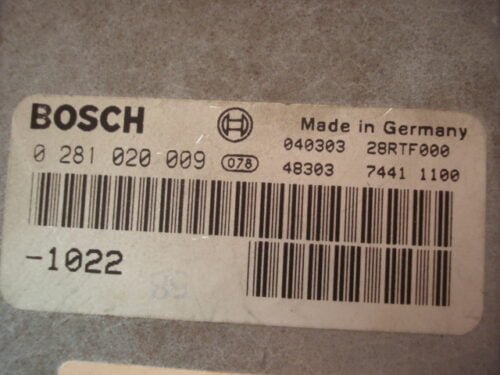 BOSCH
Made in Germany
040303 28RTF000
0 281 020 009 078
48303 7441 1100
-1022